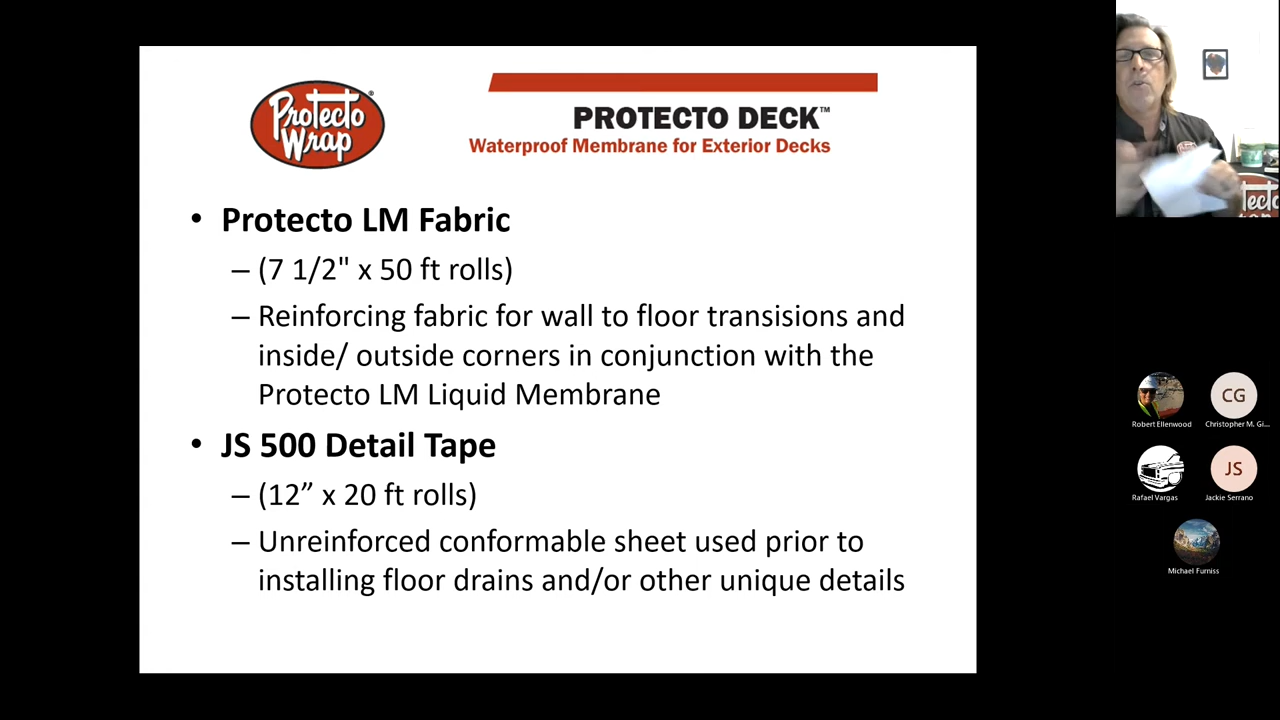 Protecto
Wrap
®
PROTECTO DECK™
Waterproof Membrane for Exterior Decks
• Protecto LM Fabric
– (7 1/2" x 50 ft rolls)
– Reinforcing fabric for wall to floor transisions and
inside/ outside corners in conjunction with the
Protecto LM Liquid Membrane
• JS 500 Detail Tape
– (12” x 20 ft rolls)
– Unreinforced conformable sheet used prior to
installing floor drains and/or other unique details
CG
Robert Ellenwood
Christopher M. Gi...
JS
Rafael Vargas
Jackie Serrano
Michael Furniss